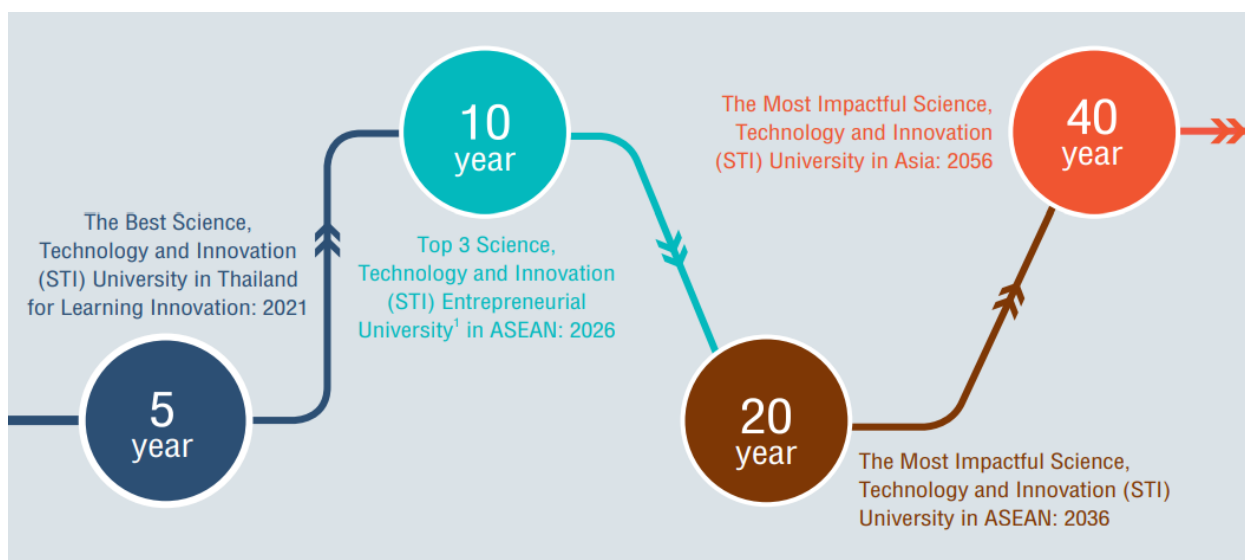 The Best Science,
Technology and Innovation
(STI) University in Thailand
for Learning Innovation: 2021
5
year
10
year
Top 3 Science,
Technology and Innovation
(STI) Entrepreneurial
University¹ in ASEAN: 2026
20
year
The Most Impactful Science,
Technology and Innovation (STI)
University in ASEAN: 2036
The Most Impactful Science,
Technology and Innovation
(STI) University in Asia: 2056
40
year